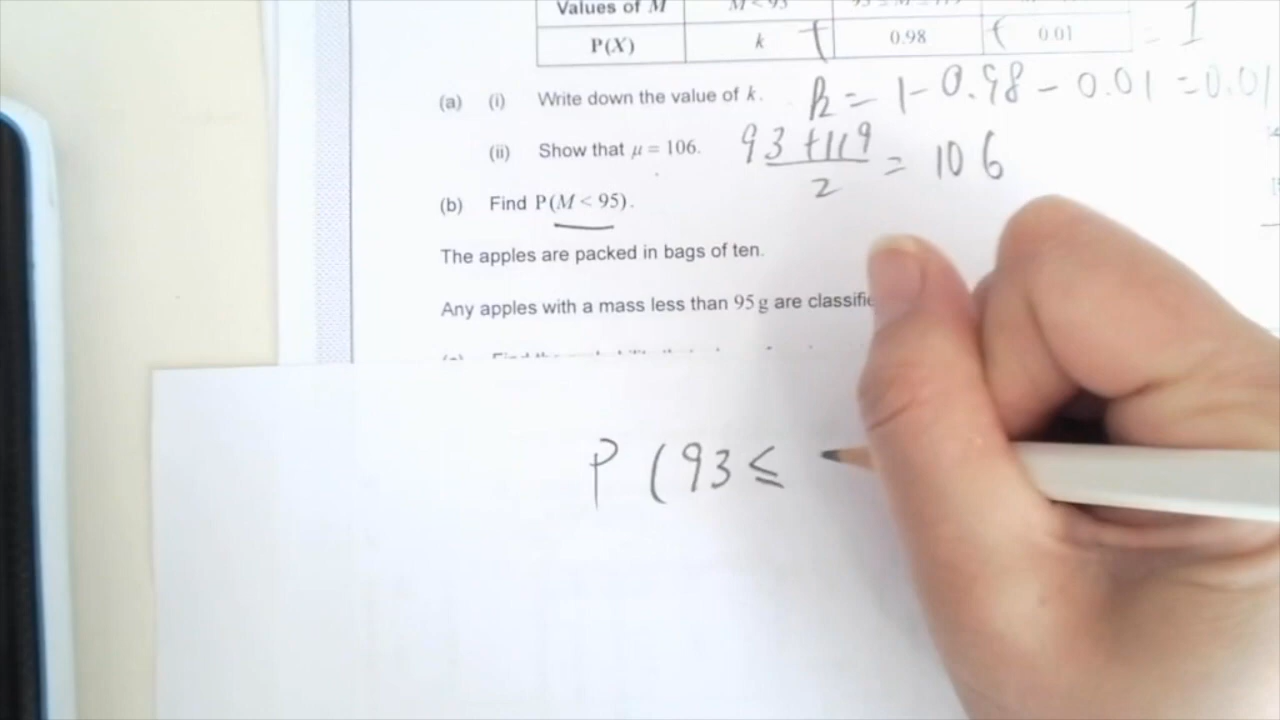 Values of M M < 93
P(X) k + 0.98 + 0.01 = 1
(a) (i) Write down the value of k. k = 1 - 0.98 - 0.01 = 0.01
(ii) Show that μ = 106. 93 + 119 / 2 = 106
(b) Find P(M < 95).
The apples are packed in bags of ten.
Any apples with a mass less than 95 g are
P (93 ≤